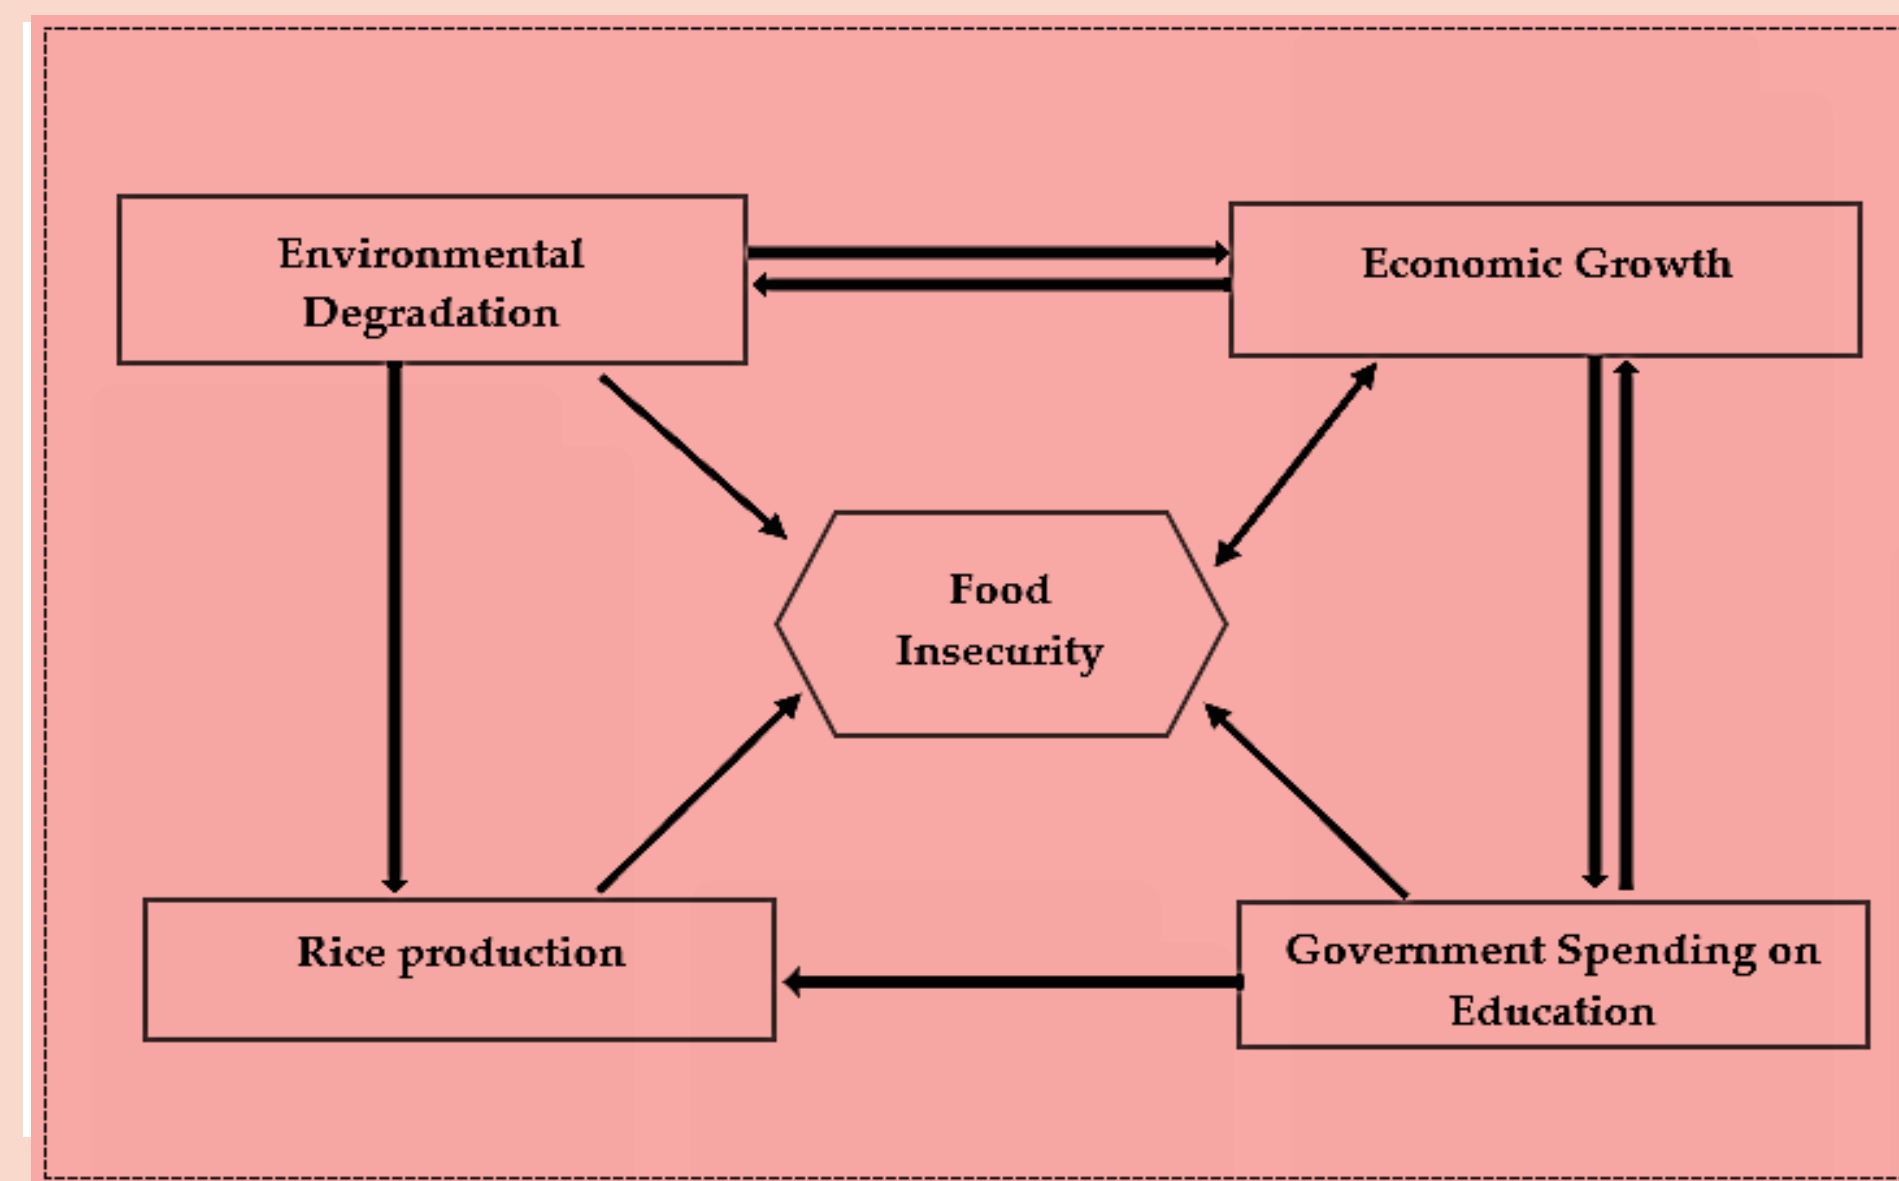 Environmental
Degradation
Economic Growth
Food
Insecurity
Rice production
Government Spending on
Education